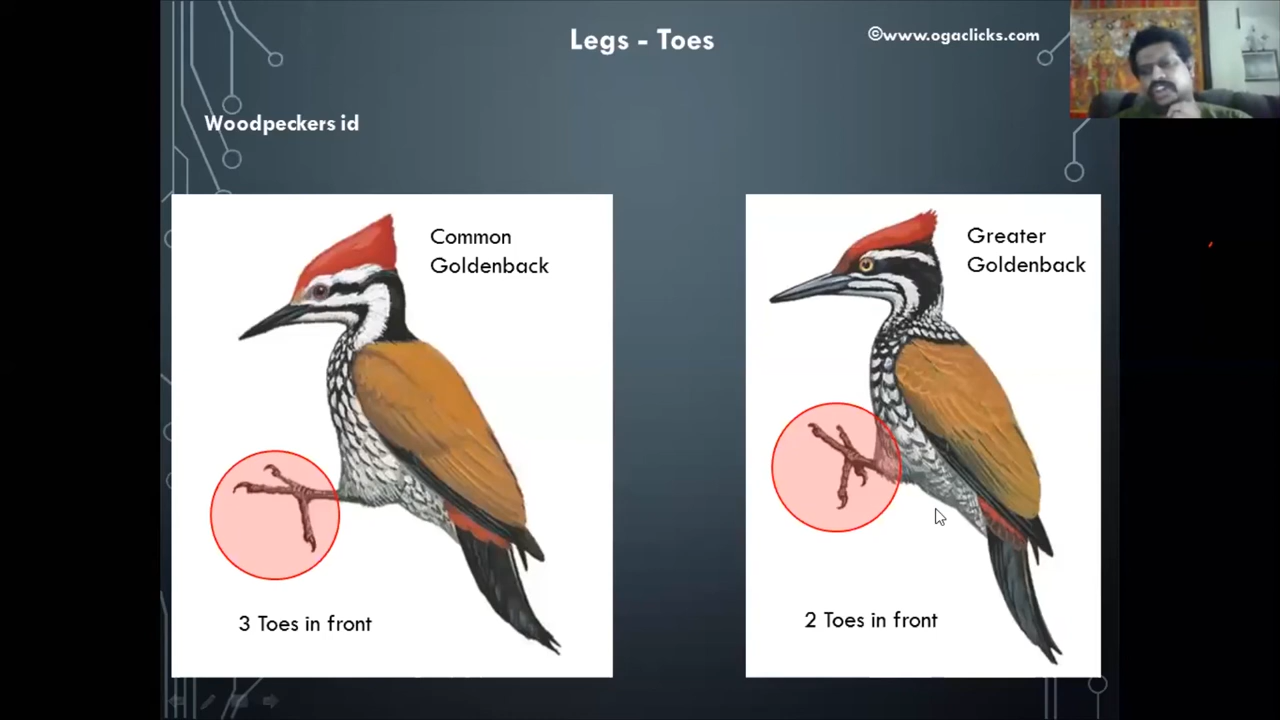 Legs - Toes
©www.ogaclicks.com
Woodpeckers id
Common
Goldenback
3 Toes in front
Greater
Goldenback
2 Toes in front